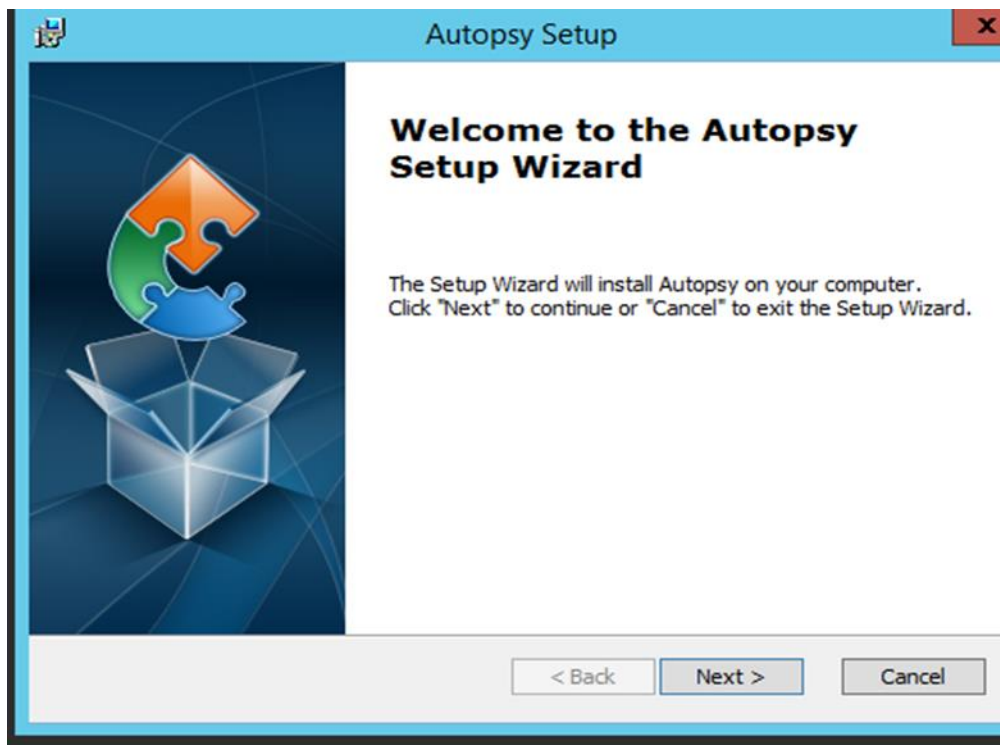 Autopsy Setup
x
Welcome to the Autopsy
Setup Wizard
The Setup Wizard will install Autopsy on your computer.
Click "Next" to continue or "Cancel" to exit the Setup Wizard.
< Back Next > Cancel